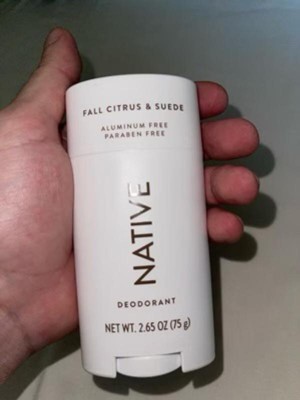 FALL CITRUS & SUEDE
ALUMINUM FREE
PARABEN FREE
NATIVE
DEODORANT
NET WT. 2.65 OZ (75 g)